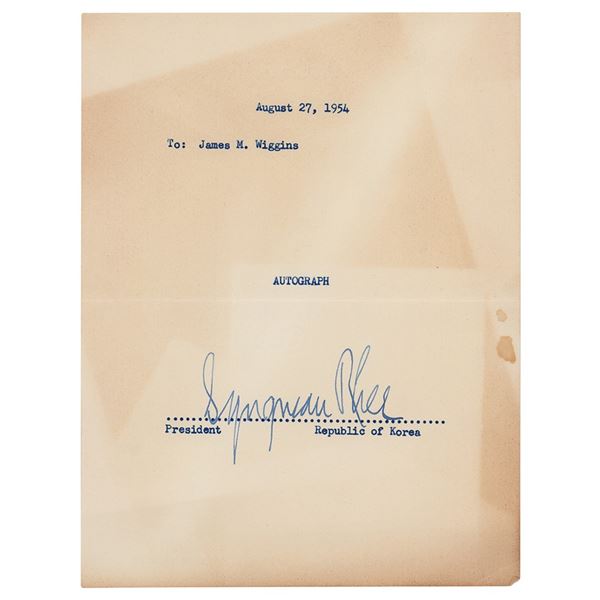 August 27, 1954
To: James M. Wiggins
AUTOGRAPH
Syngman Rhee
President Republic of Korea